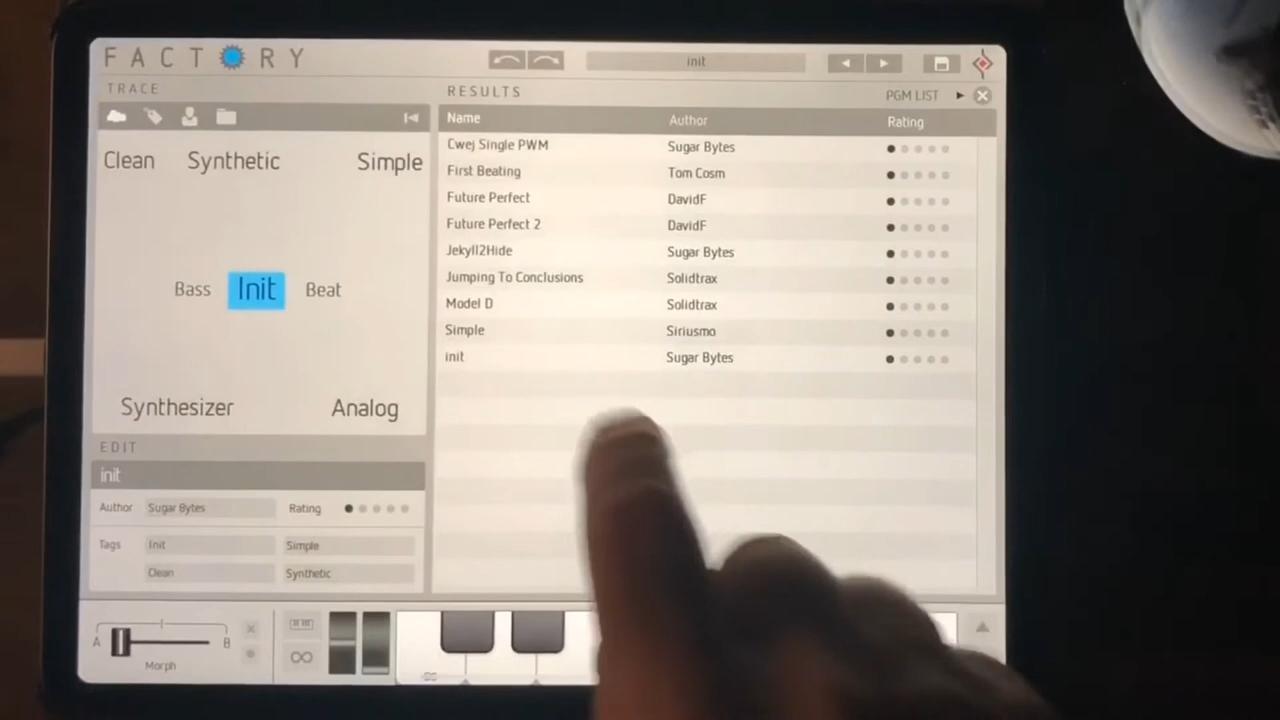 FACTORY
init
TRACE
RESULTS
PGM LIST
Name Author Rating
Clean Synthetic Simple
Bass Init Beat
Synthesizer Analog
Cwej Single PWM Sugar Bytes
First Beating Tom Cosm
Future Perfect DavidF
Future Perfect 2 DavidF
Jekyll2Hide Sugar Bytes
Jumping To Conclusions Solidtrax
Model D Solidtrax
Simple Siriusmo
init Sugar Bytes
EDIT
init
Author Sugar Bytes Rating
Tags Init Simple
Clean Synthetic
A B
Morph